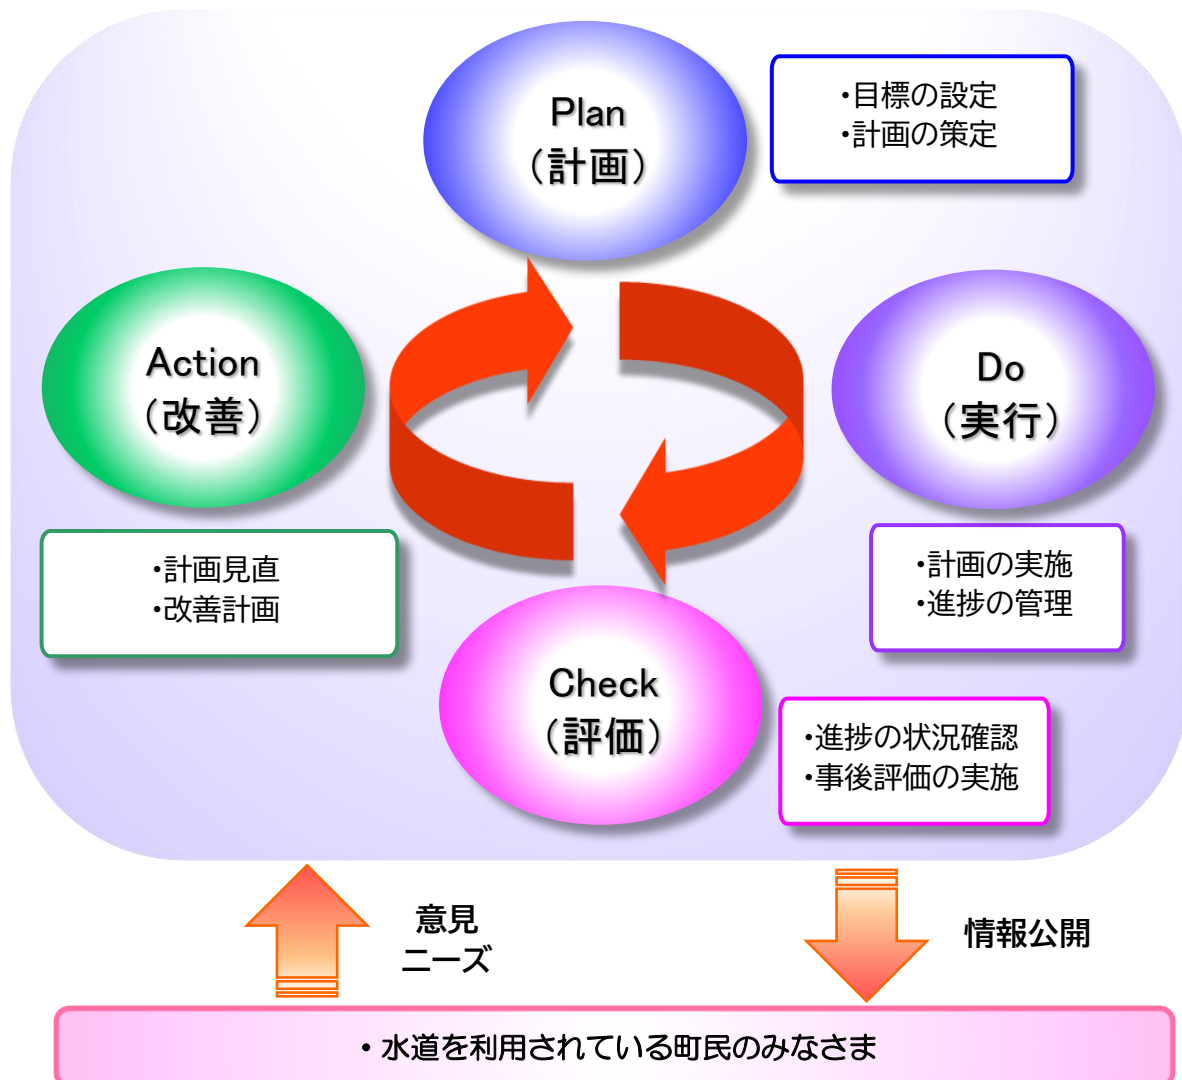 Plan
（計画）
・目標の設定
・計画の策定
Action
（改善）
Do
（実行）
・計画見直
・改善計画
・計画の実施
・進捗の管理
Check
（評価）
・進捗の状況確認
・事後評価の実施
意見
ニーズ
情報公開
・水道を利用されている町民のみなさま